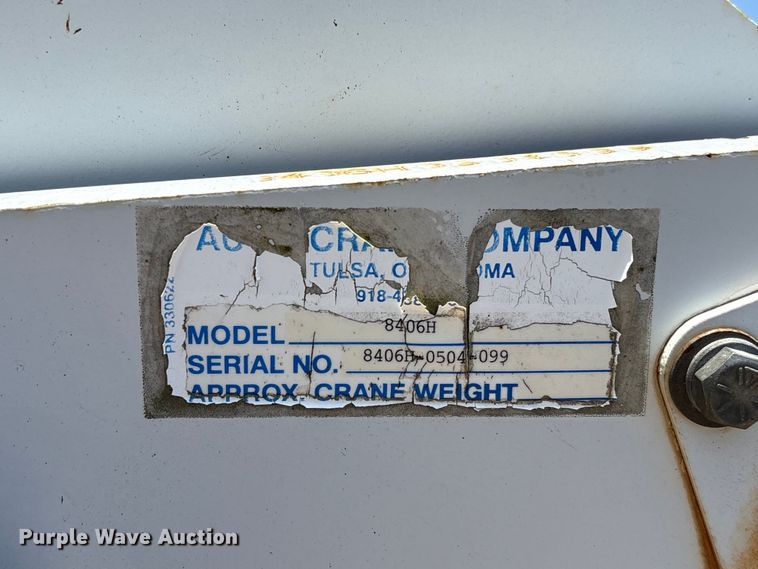 AU CRA OMPANY
TULSA, O OMA
918-4
PN 330622
MODEL 8406H
SERIAL NO. 8406H-0504-099
APPROX. CRANE WEIGHT
Purple Wave Auction